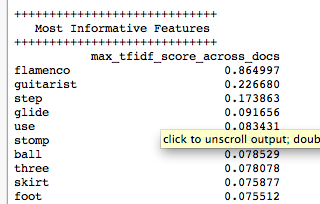 ++++++++++++++++++++++++++++++
Most Informative Features
++++++++++++++++++++++++++++++
max_tfidf_score_across_docs
flamenco 0.864997
guitarist 0.226680
step 0.173863
glide 0.091656
use 0.083431
stomp click to unscroll output; doub
ball 0.078529
three 0.078078
skirt 0.075877
foot 0.075512